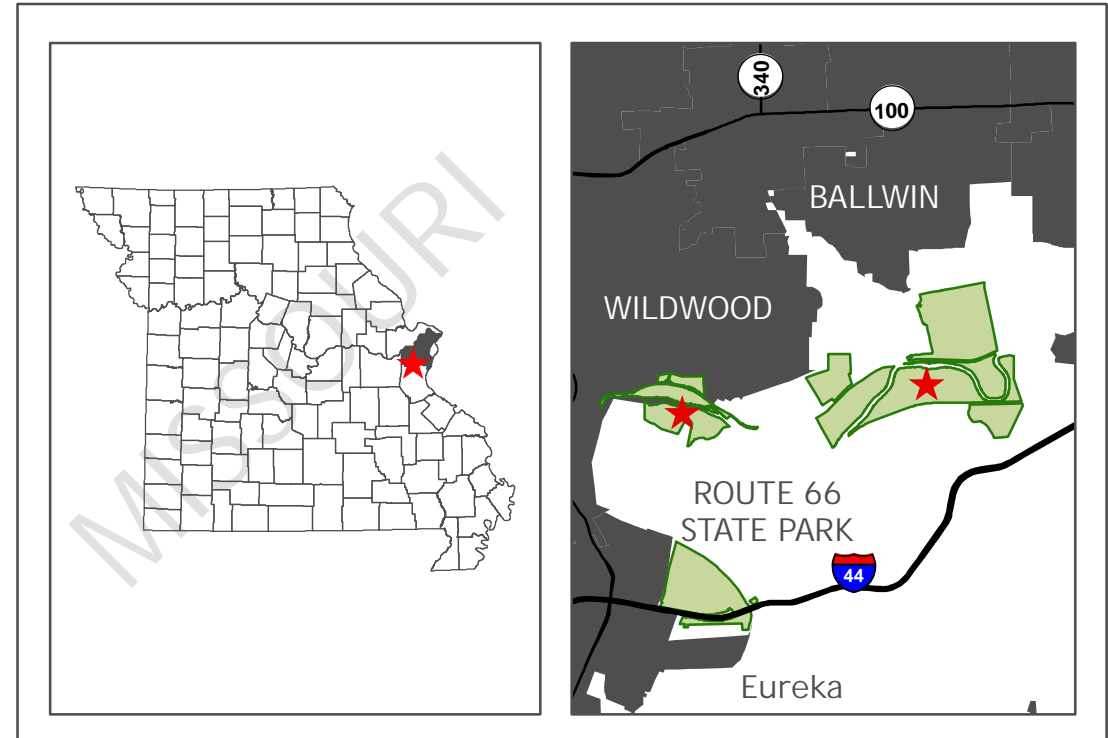 MISSOURI
340
100
BALLWIN
WILDWOOD
ROUTE 66
STATE PARK
44
Eureka